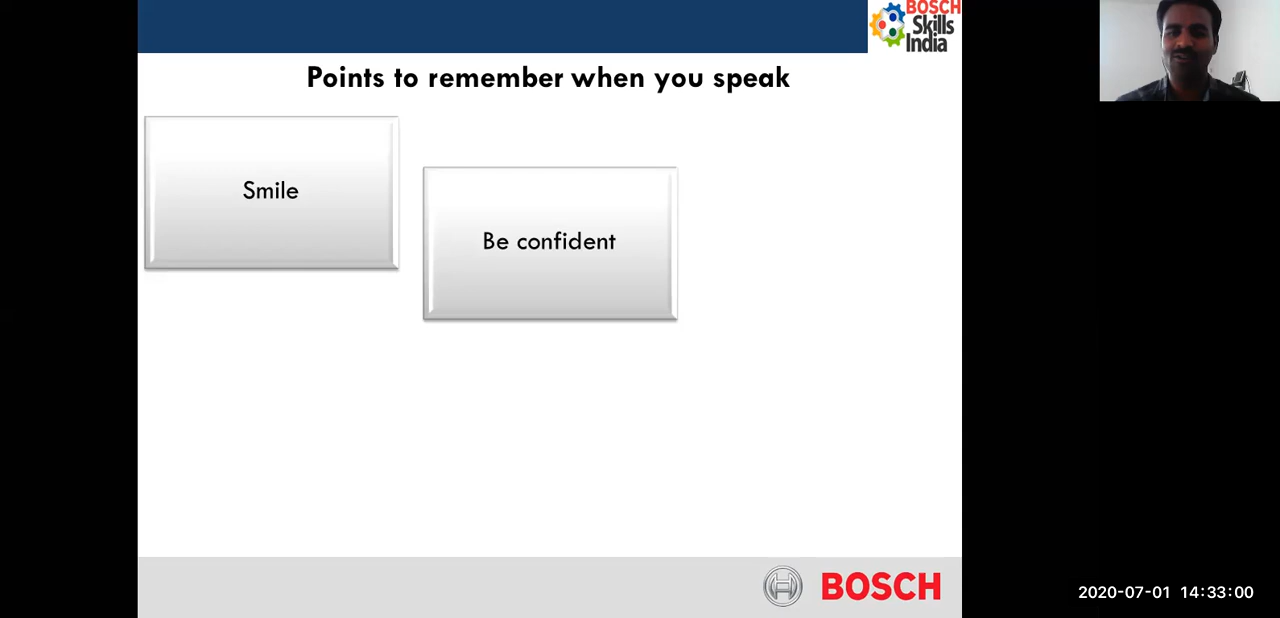 BOSCH
Skills
India
Points to remember when you speak
Smile
Be confident
BOSCH
2020-07-01 14:33:00